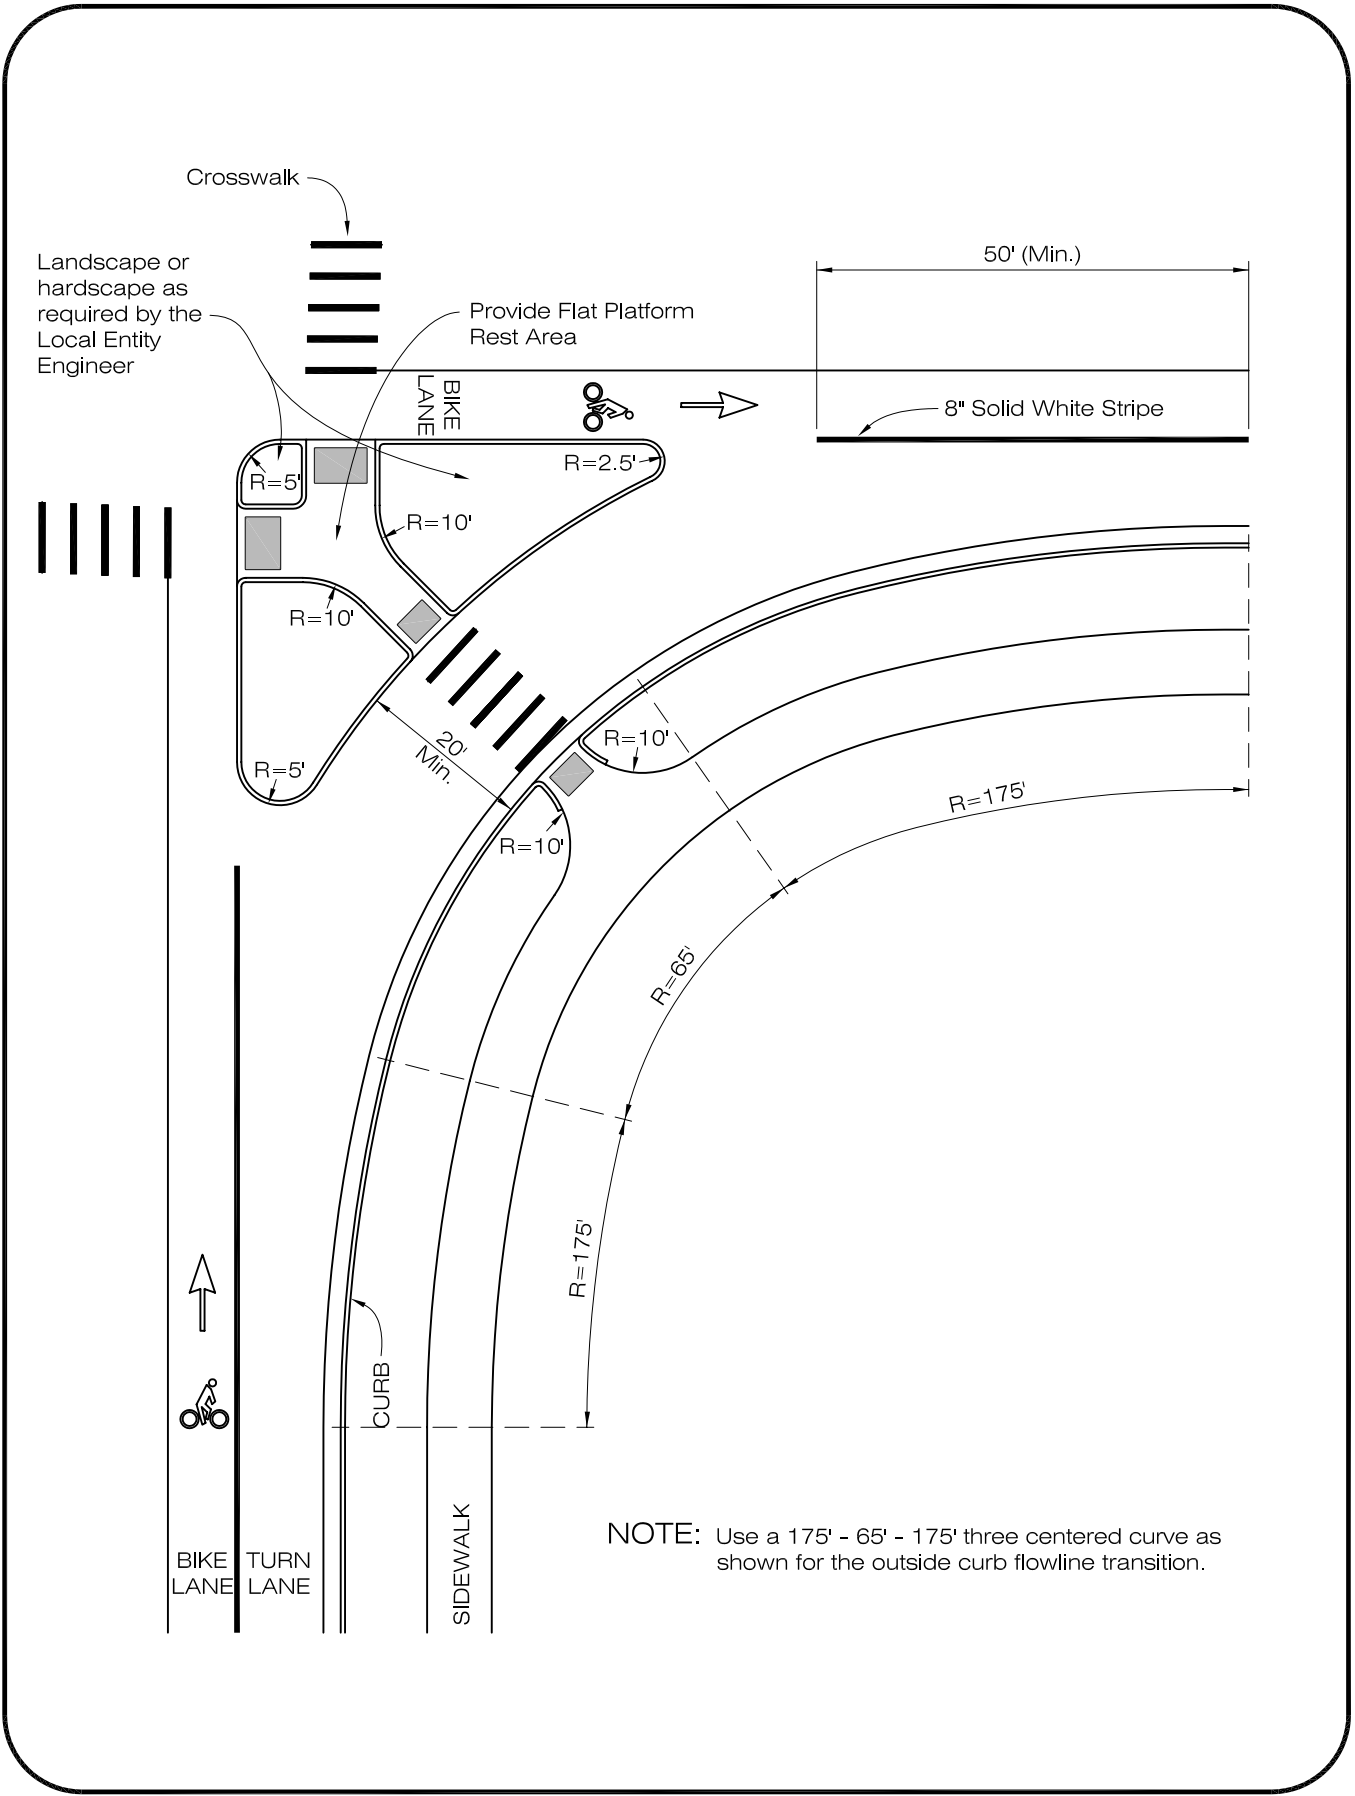 Crosswalk
Landscape or
hardscape as
required by the
Local Entity
Engineer
Provide Flat Platform
Rest Area
50' (Min.)
BIKE
LANE
8" Solid White Stripe
R=5'
R=2.5'
R=10'
R=10'
R=5'
20'
Min.
R=10'
R=10'
R=175'
R=65'
R=175'
CURB
SIDEWALK
BIKE
LANE
TURN
LANE
NOTE: Use a 175' - 65' - 175' three centered curve as
shown for the outside curb flowline transition.